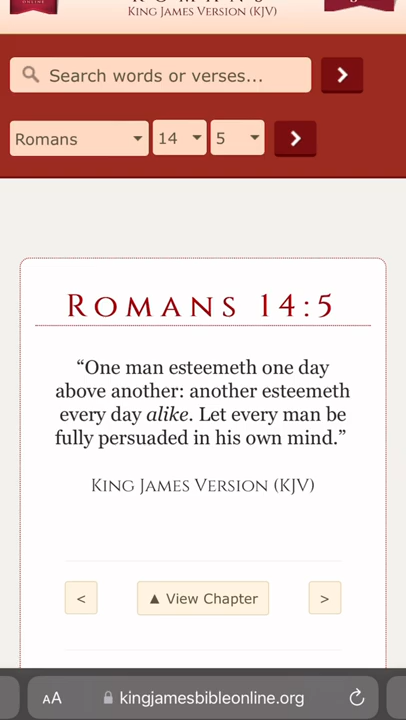 KING JAMES VERSION (KJV)
Search words or verses...
Romans 14 5
ROMANS 14:5
“One man esteemeth one day
above another: another esteemeth
every day alike. Let every man be
fully persuaded in his own mind.”
KING JAMES VERSION (KJV)
< ▲ View Chapter >
AA kingjamesbibleonline.org